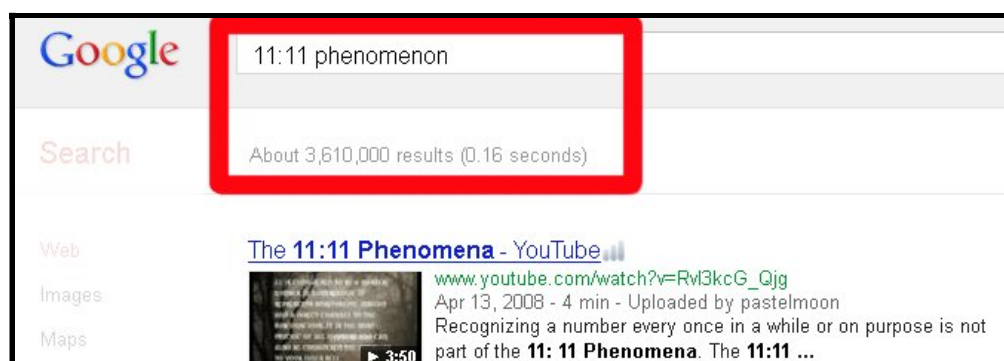 Google
11:11 phenomenon
Search
About 3,610,000 results (0.16 seconds)
Web
Images
Maps
The 11:11 Phenomena - YouTube
www.youtube.com/watch?v=Rvl3kcG_Qjg
Apr 13, 2008 - 4 min - Uploaded by pastelmoon
Recognizing a number every once in a while or on purpose is not
part of the 11: 11 Phenomena. The 11:11 ...
3:50